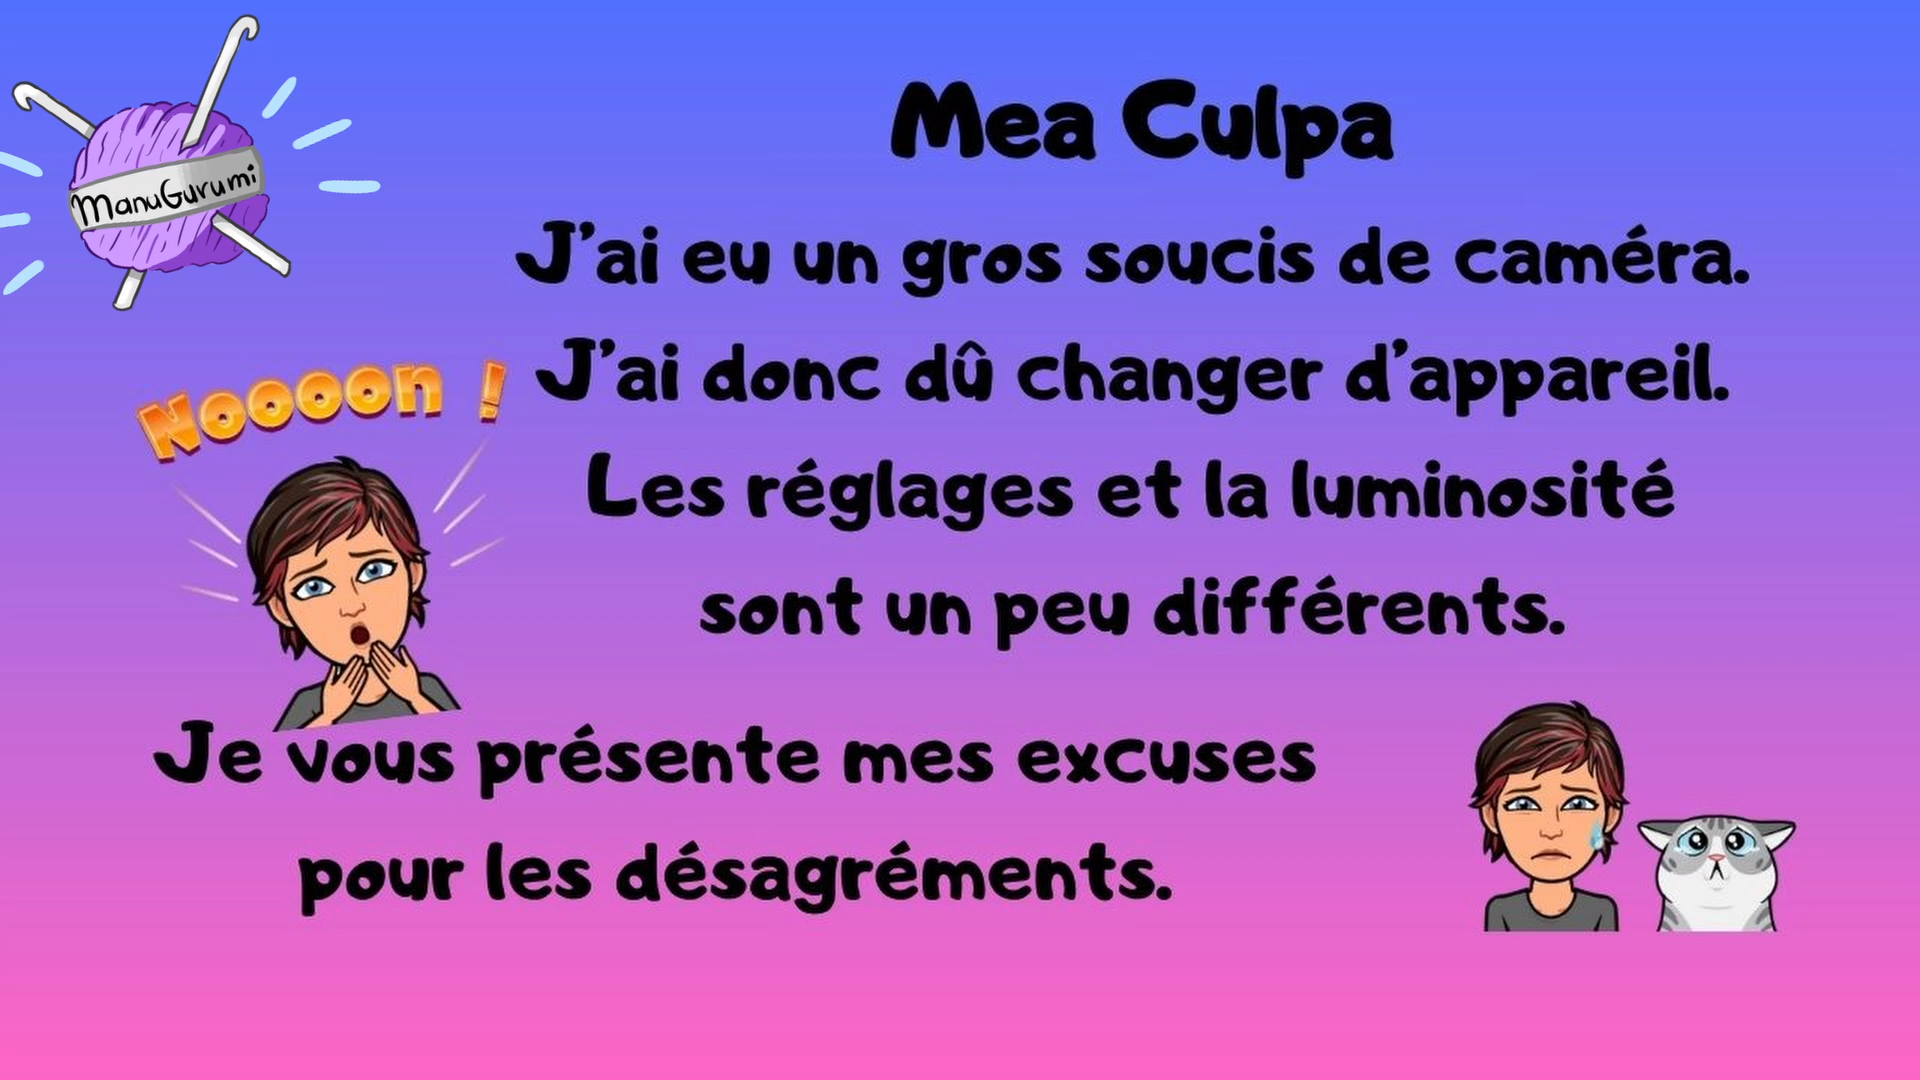 Mea Culpa
ManuGurumi
J'ai eu un gros soucis de caméra.
Noooon !
J'ai donc dû changer d'appareil.
Les réglages et la luminosité
sont un peu différents.
Je vous présente mes excuses
pour les désagréments.